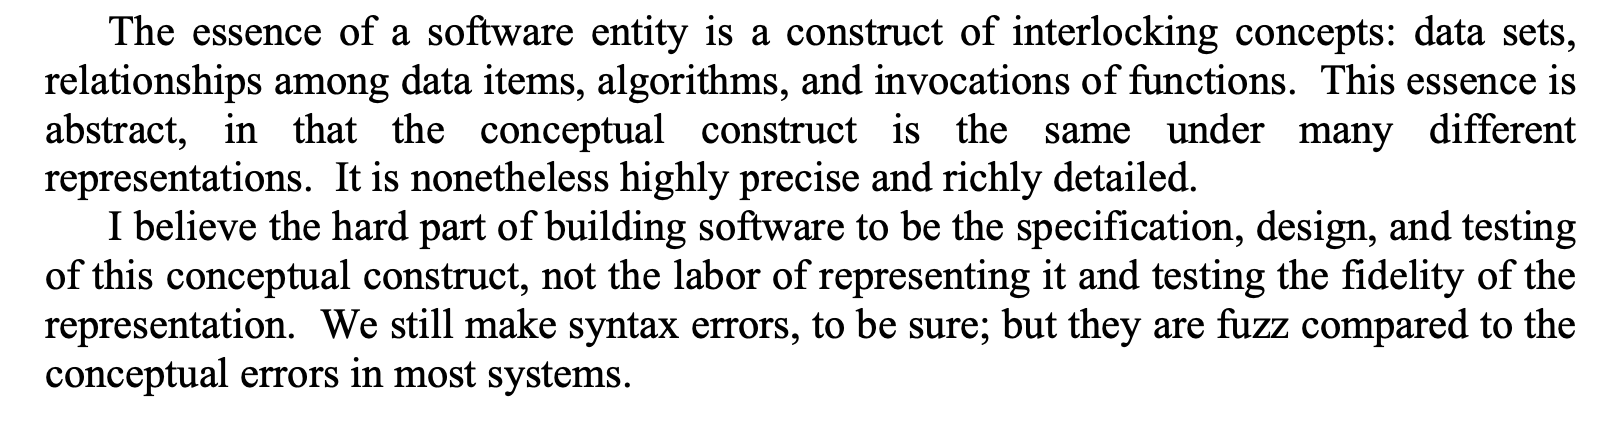 The essence of a software entity is a construct of interlocking concepts: data sets,
relationships among data items, algorithms, and invocations of functions.  This essence is
abstract, in that the conceptual construct is the same under many different
representations.  It is nonetheless highly precise and richly detailed.
I believe the hard part of building software to be the specification, design, and testing
of this conceptual construct, not the labor of representing it and testing the fidelity of the
representation.  We still make syntax errors, to be sure; but they are fuzz compared to the
conceptual errors in most systems.